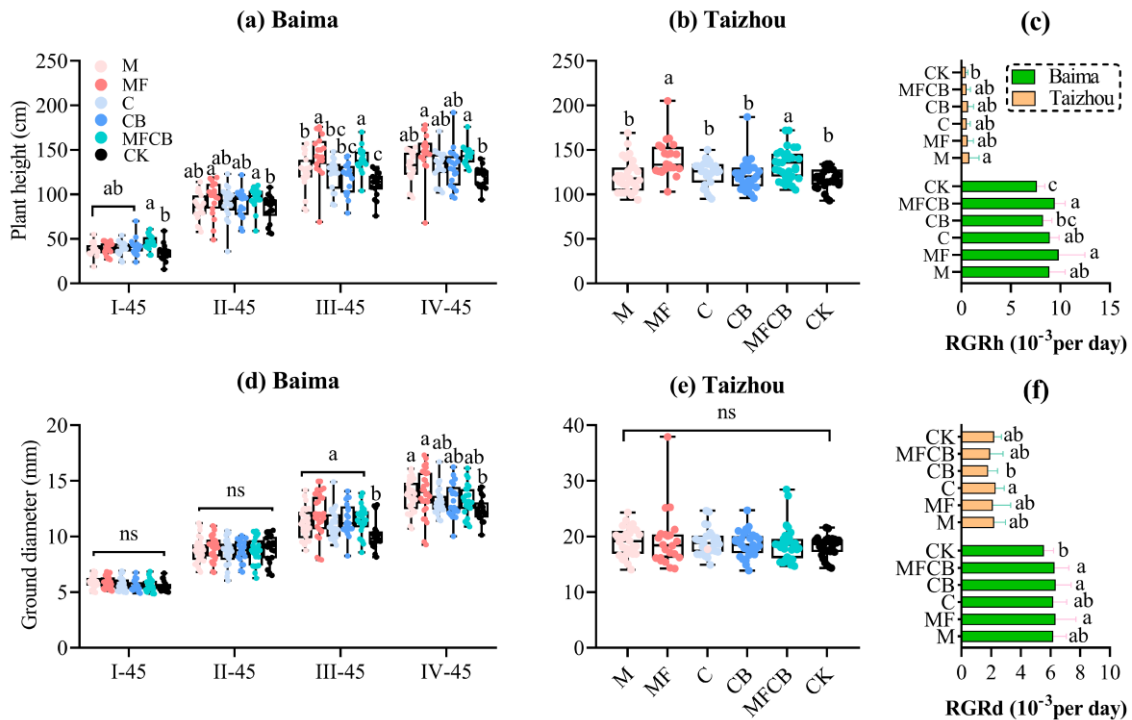 (a) Baima
Plant height (cm)
250
200
150
100
50
0
M
MF
C
CB
MFCB
CK
ab
a
b
ab
a
ab
ab
b
b
a
bc
bc
a
c
ab
a
ab
ab
a
b
I-45
II-45
III-45
IV-45
(b) Taizhou
250
200
150
100
50
0
b
a
b
b
a
b
M
MF
C
CB
MFCB
CK
(c)
Baima
Taizhou
CK b
MFCB ab
CB ab
C ab
MF ab
M a
CK c
MFCB a
CB bc
C ab
MF a
M ab
0 5 10 15
RGRh (10⁻³per day)
(d) Baima
Ground diameter (mm)
20
15
10
5
0
ns
ns
a
b
a
a
ab
ab
ab
b
I-45
II-45
III-45
IV-45
(e) Taizhou
40
30
20
10
0
ns
M
MF
C
CB
MFCB
CK
(f)
CK ab
MFCB ab
CB b
C a
MF ab
M ab
CK b
MFCB a
CB a
C ab
MF a
M ab
0 2 4 6 8 10
RGRd (10⁻³per day)